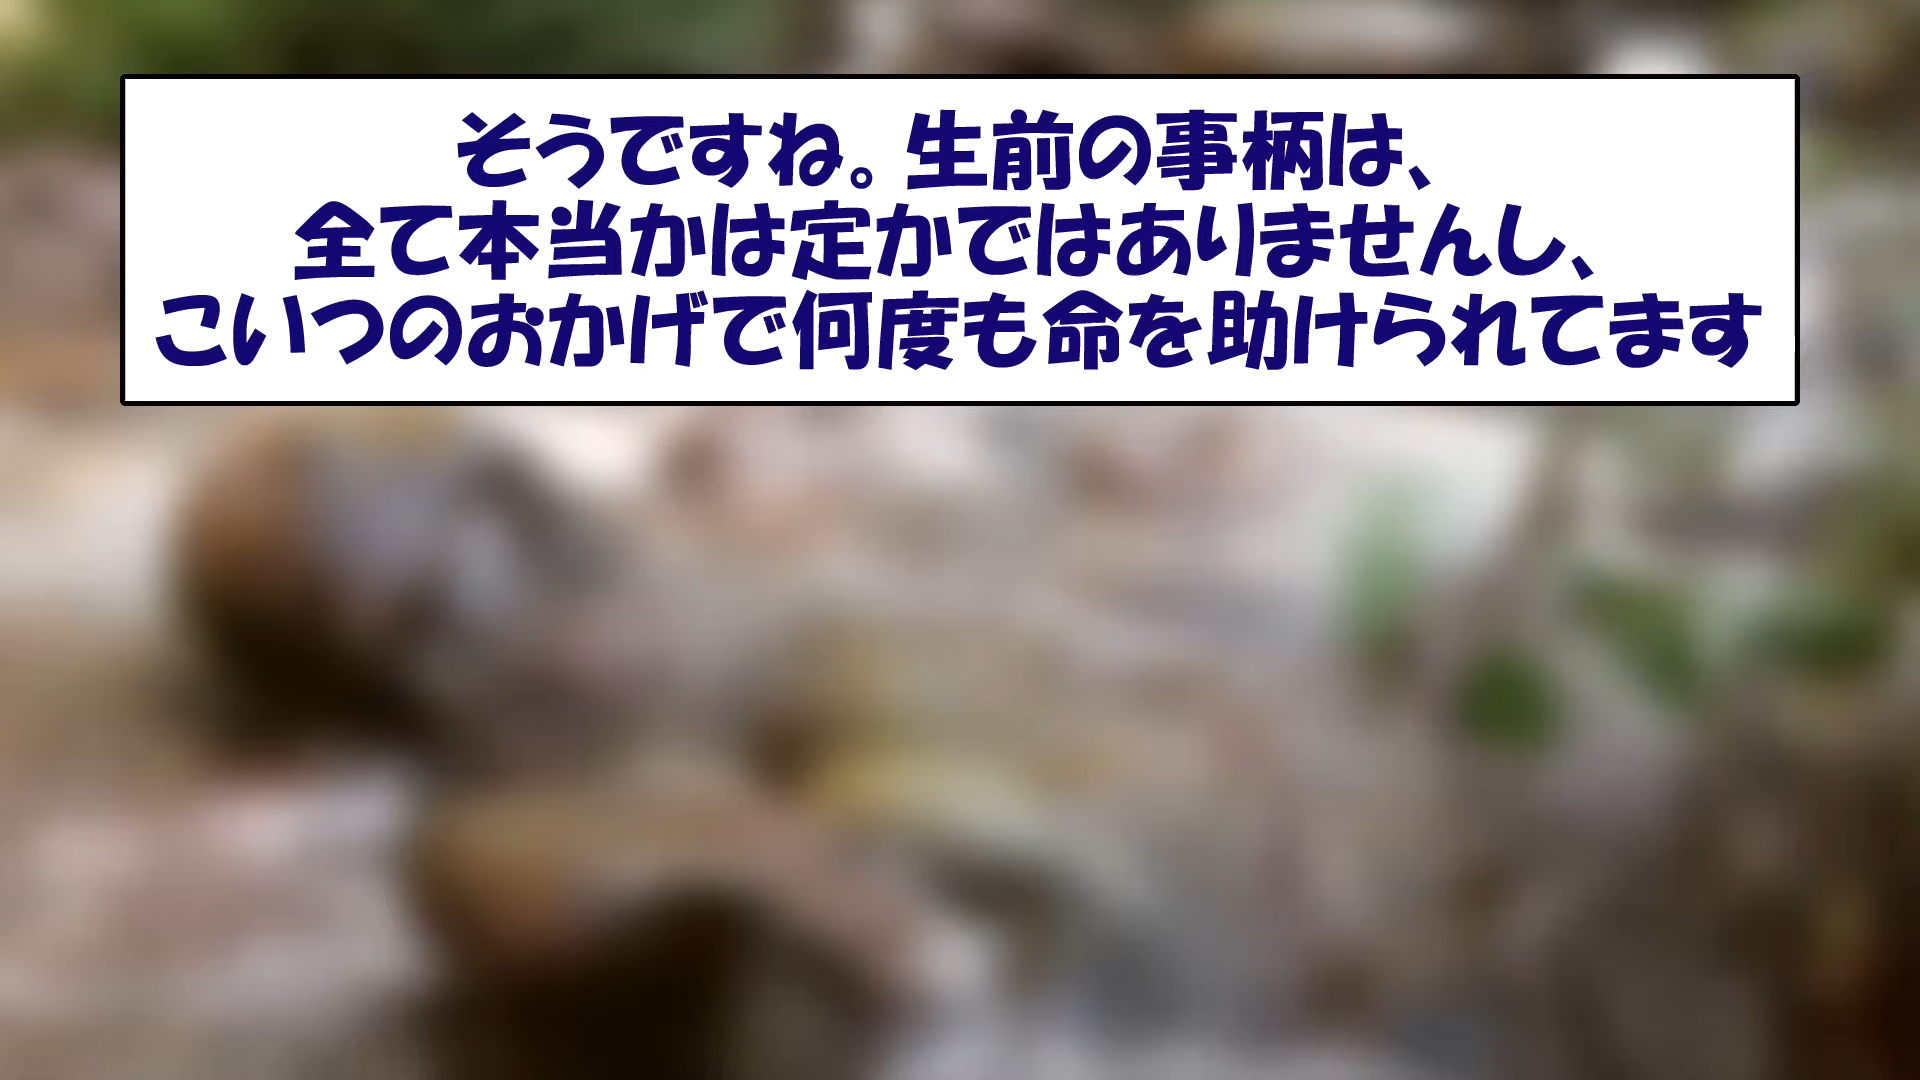 そうですね。生前の事柄は、
全て本当かは定かではありませんし、
こいつのおかげで何度も命を助けられてます